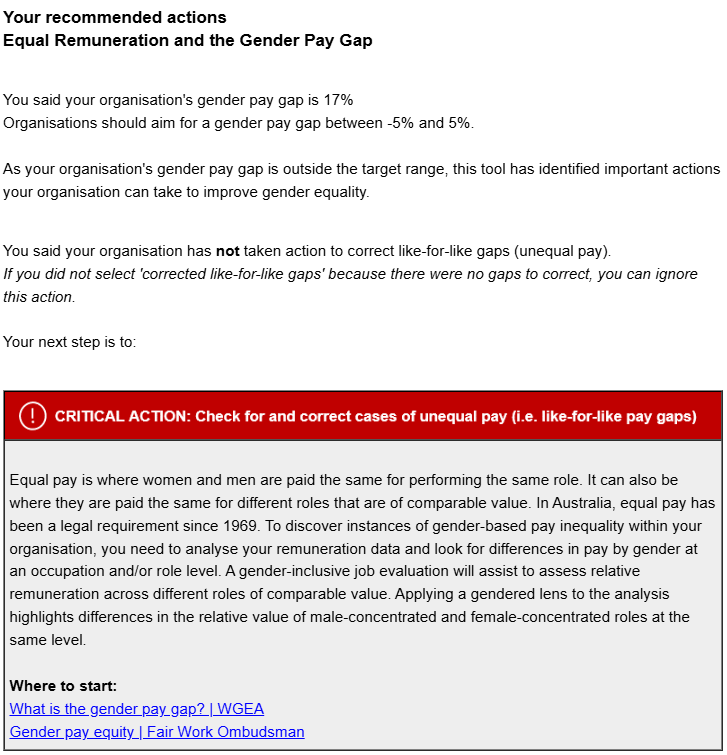 Your recommended actions
Equal Remuneration and the Gender Pay Gap
You said your organisation's gender pay gap is 17%
Organisations should aim for a gender pay gap between -5% and 5%.
As your organisation's gender pay gap is outside the target range, this tool has identified important actions
your organisation can take to improve gender equality.
You said your organisation has not taken action to correct like-for-like gaps (unequal pay).
If you did not select 'corrected like-for-like gaps' because there were no gaps to correct, you can ignore
this action.
Your next step is to:
CRITICAL ACTION: Check for and correct cases of unequal pay (i.e. like-for-like pay gaps)
Equal pay is where women and men are paid the same for performing the same role. It can also be
where they are paid the same for different roles that are of comparable value. In Australia, equal pay has
been a legal requirement since 1969. To discover instances of gender-based pay inequality within your
organisation, you need to analyse your remuneration data and look for differences in pay by gender at
an occupation and/or role level. A gender-inclusive job evaluation will assist to assess relative
remuneration across different roles of comparable value. Applying a gendered lens to the analysis
highlights differences in the relative value of male-concentrated and female-concentrated roles at the
same level.
Where to start:
What is the gender pay gap? | WGEA
Gender pay equity | Fair Work Ombudsman